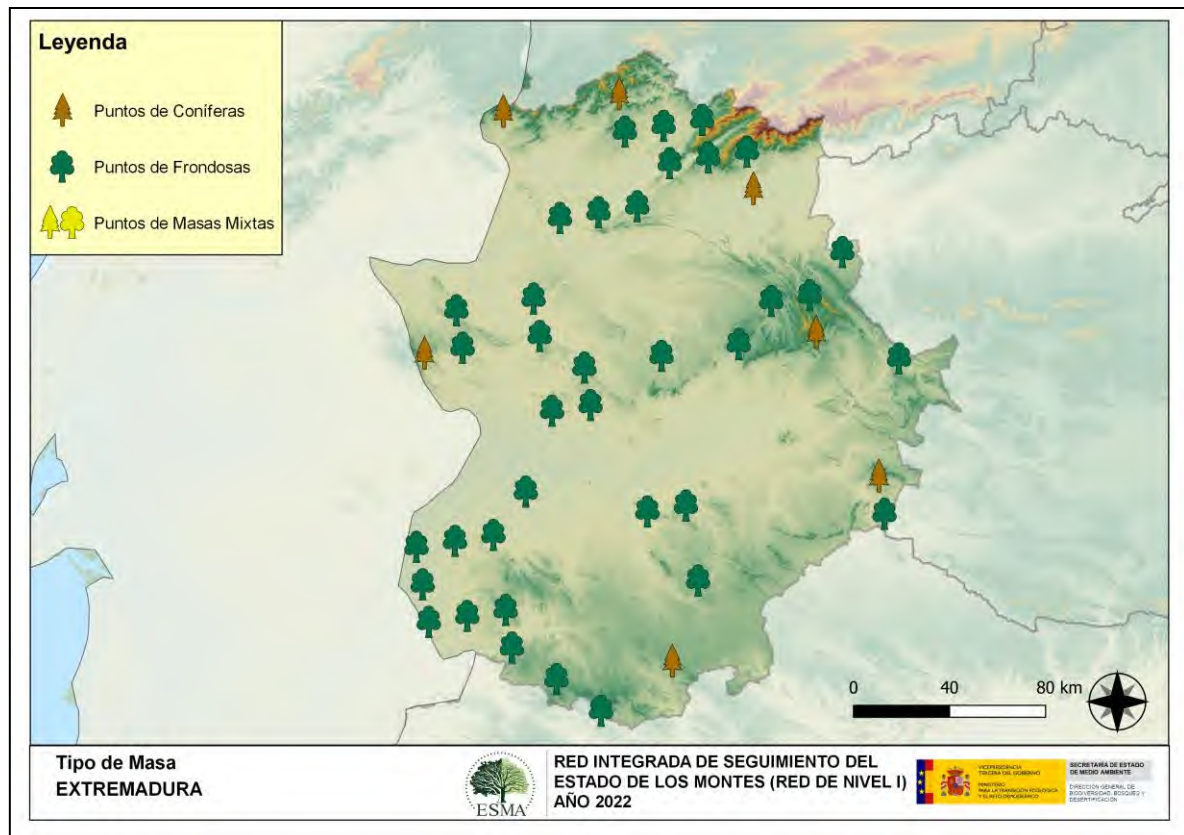 Leyenda
Puntos de Coníferas
Puntos de Frondosas
Puntos de Masas Mixtas
0 40 80 km
Tipo de Masa
EXTREMADURA
ESMA
RED INTEGRADA DE SEGUIMIENTO DEL
ESTADO DE LOS MONTES (RED DE NIVEL I)
AÑO 2022
VICEPRESIDENCIA
TERCERA DEL GOBIERNO
MINISTERIO
PARA LA TRANSICIÓN ECOLÓGICA
Y EL RETO DEMOGRÁFICO
SECRETARÍA DE ESTADO
DE MEDIO AMBIENTE
DIRECCIÓN GENERAL DE
BIODIVERSIDAD, BOSQUES Y
DESERTIFICACIÓN